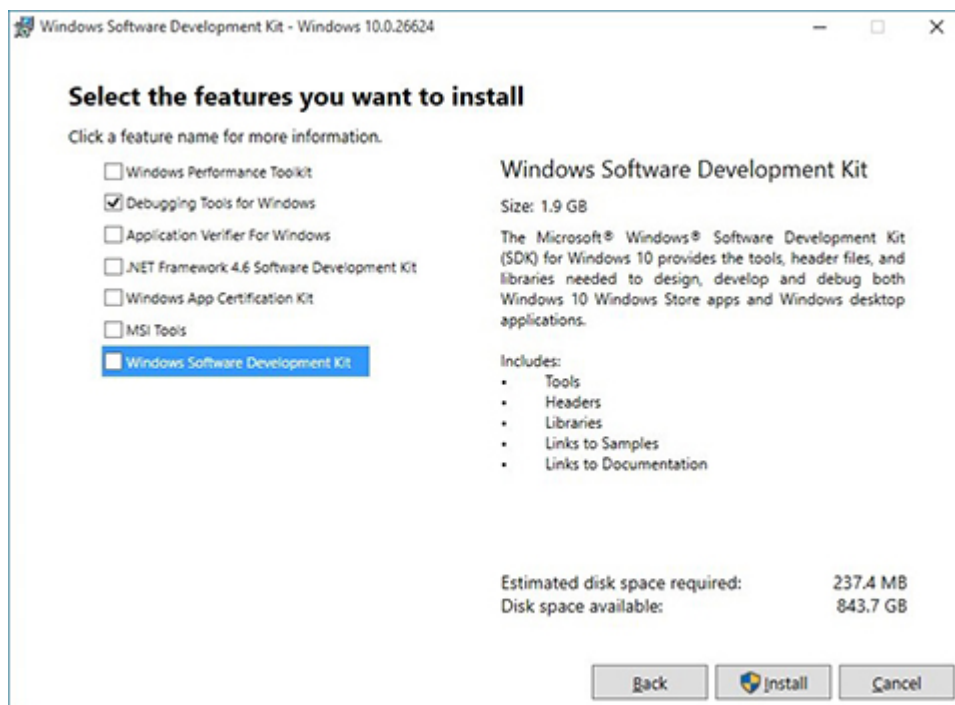 Windows Software Development Kit - Windows 10.0.26624
Select the features you want to install
Click a feature name for more information.
Windows Performance Toolkit
Debugging Tools for Windows
Application Verifier For Windows
.NET Framework 4.6 Software Development Kit
Windows App Certification Kit
MSI Tools
Windows Software Development Kit
Windows Software Development Kit
Size: 1.9 GB
The Microsoft® Windows® Software Development Kit
(SDK) for Windows 10 provides the tools, header files, and
libraries needed to design, develop and debug both
Windows 10 Windows Store apps and Windows desktop
applications.
Includes:
• Tools
• Headers
• Libraries
• Links to Samples
• Links to Documentation
Estimated disk space required: 237.4 MB
Disk space available: 843.7 GB
Back Install Cancel